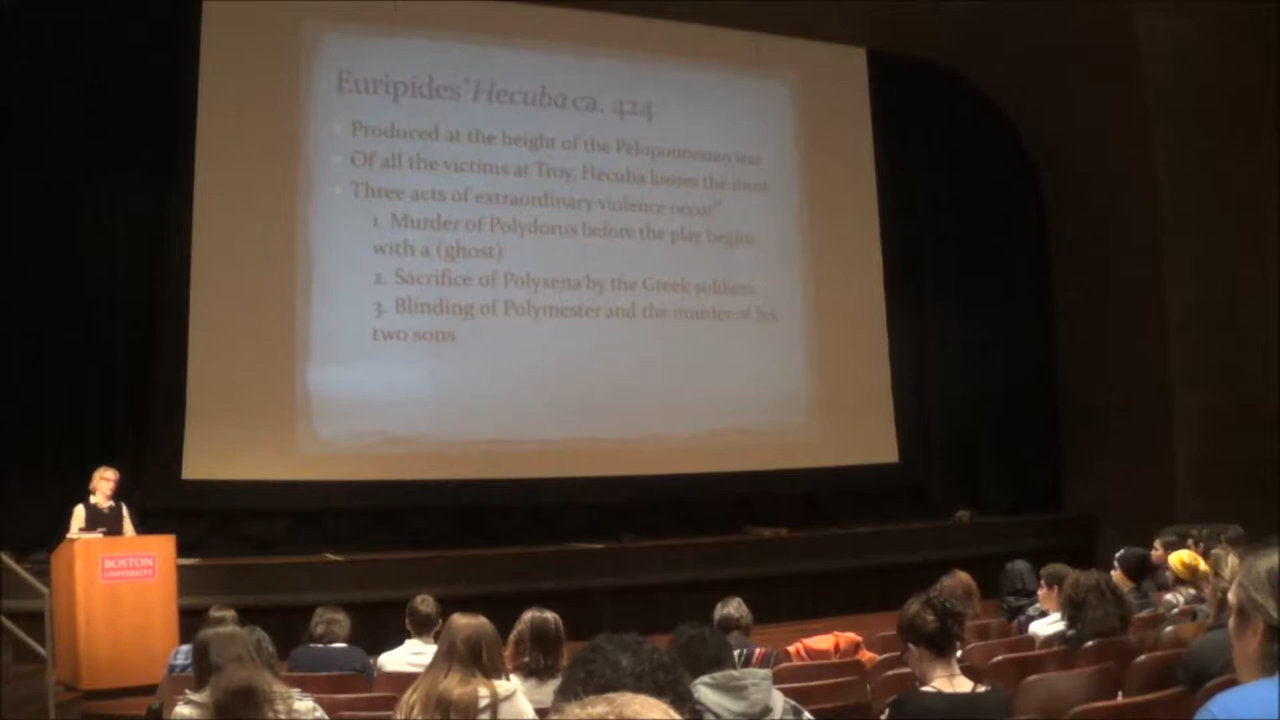 Euripides' Hecuba ca. 424
Produced at the height of the Peloponnesian war
Of all the victims at Troy, Hecuba looses the most
Three acts of extraordinary violence occur"
1. Murder of Polydorus before the play begins
with a (ghost)
2. Sacrifice of Polyxena by the Greek soldiers
3. Blinding of Polymester and the murder of his
two sons
BOSTON
UNIVERSITY